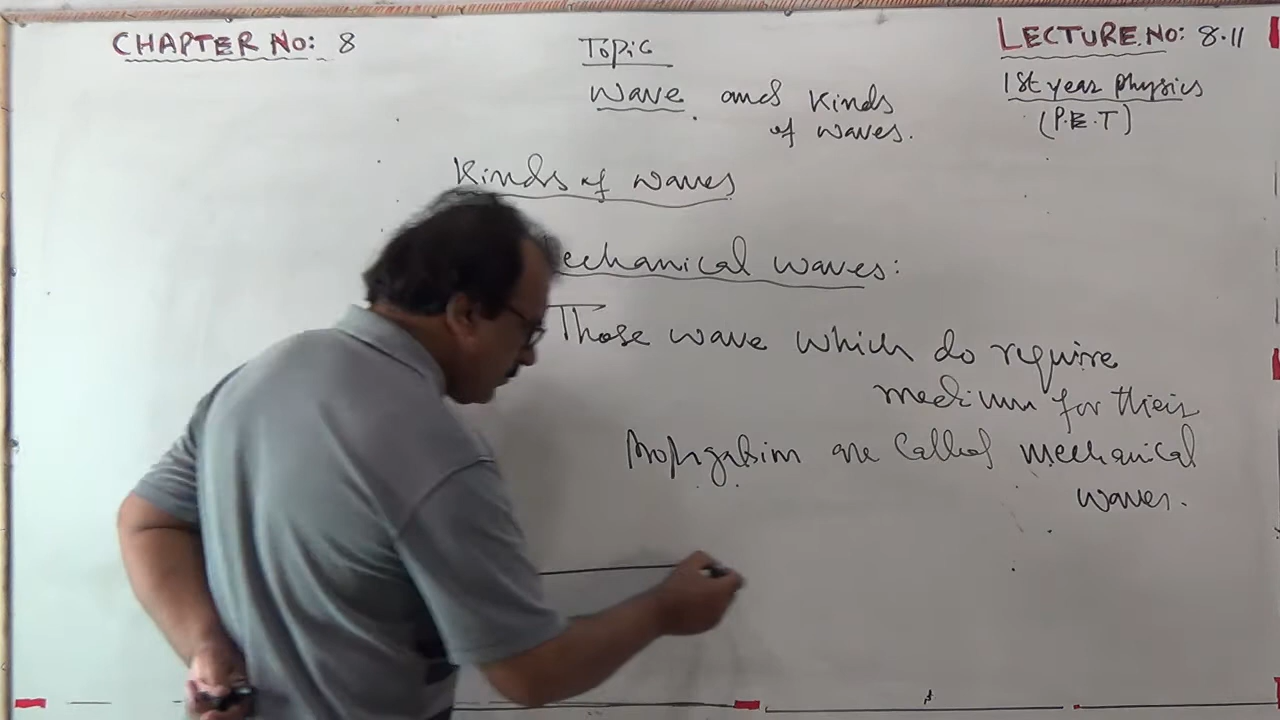 CHAPTER NO: 8
Topic
Wave and Kinds
of waves.
LECTURE.NO: 8.11
1st year physics
(P.E.T)
Kinds of waves
echanical waves:
Those wave which do require
medium for their
Propagation are called mechanical
waves.